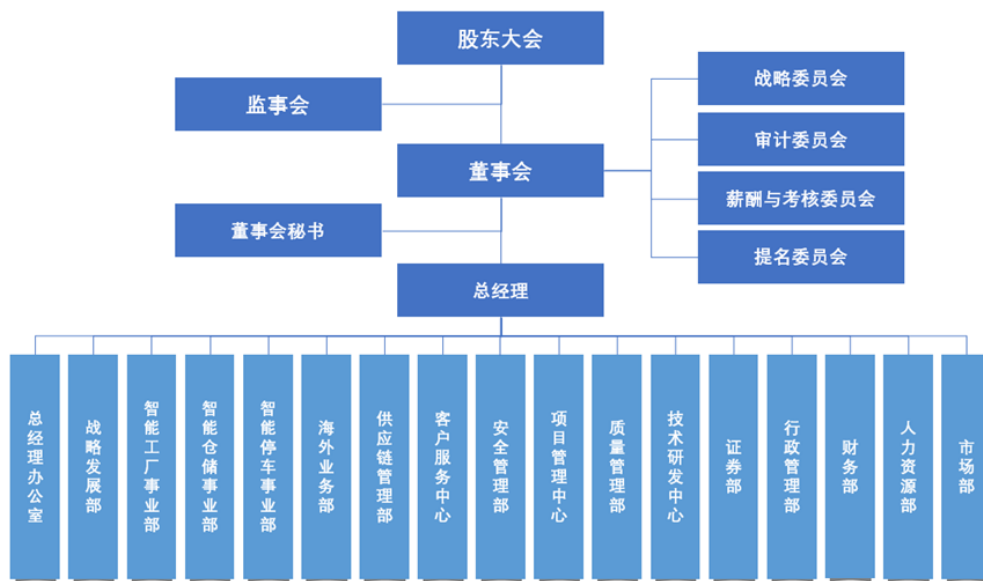 股东大会
监事会
战略委员会
审计委员会
董事会
薪酬与考核委员会
董事会秘书
提名委员会
总经理
总经理办公室
战略发展部
智能工厂事业部
智能仓储事业部
智能停车事业部
海外业务部
供应链管理部
客户服务中心
安全管理部
项目管理中心
质量管理部
技术研发中心
证券部
行政管理部
财务部
人力资源部
市场部